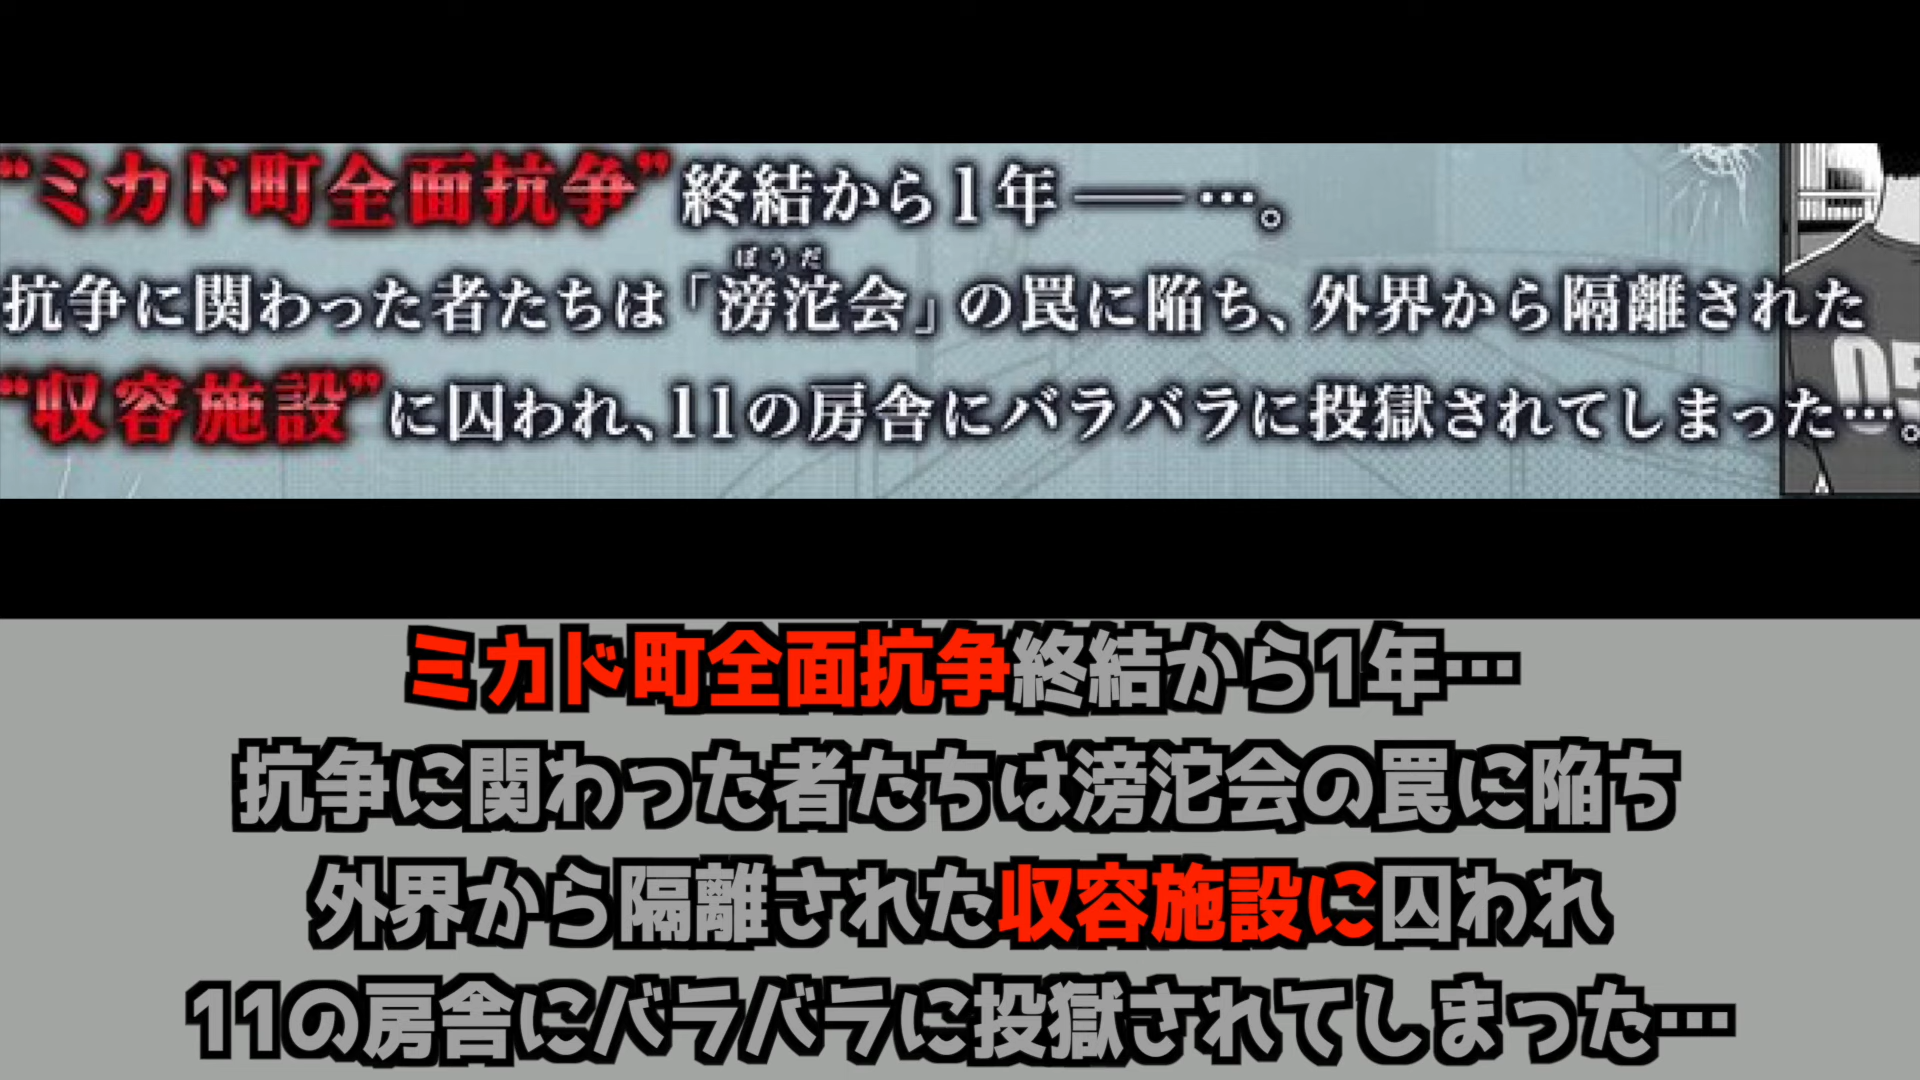 “ミカド町全面抗争”終結から1年──…。
ぼうだ
抗争に関わった者たちは「滂沱会」の罠に陥ち、外界から隔離された
“収容施設”に囚われ、11の房舎にバラバラに投獄されてしまった…。
05
ミカド町全面抗争終結から1年…
抗争に関わった者たちは滂沱会の罠に陥ち
外界から隔離された収容施設に囚われ
11の房舎にバラバラに投獄されてしまった…